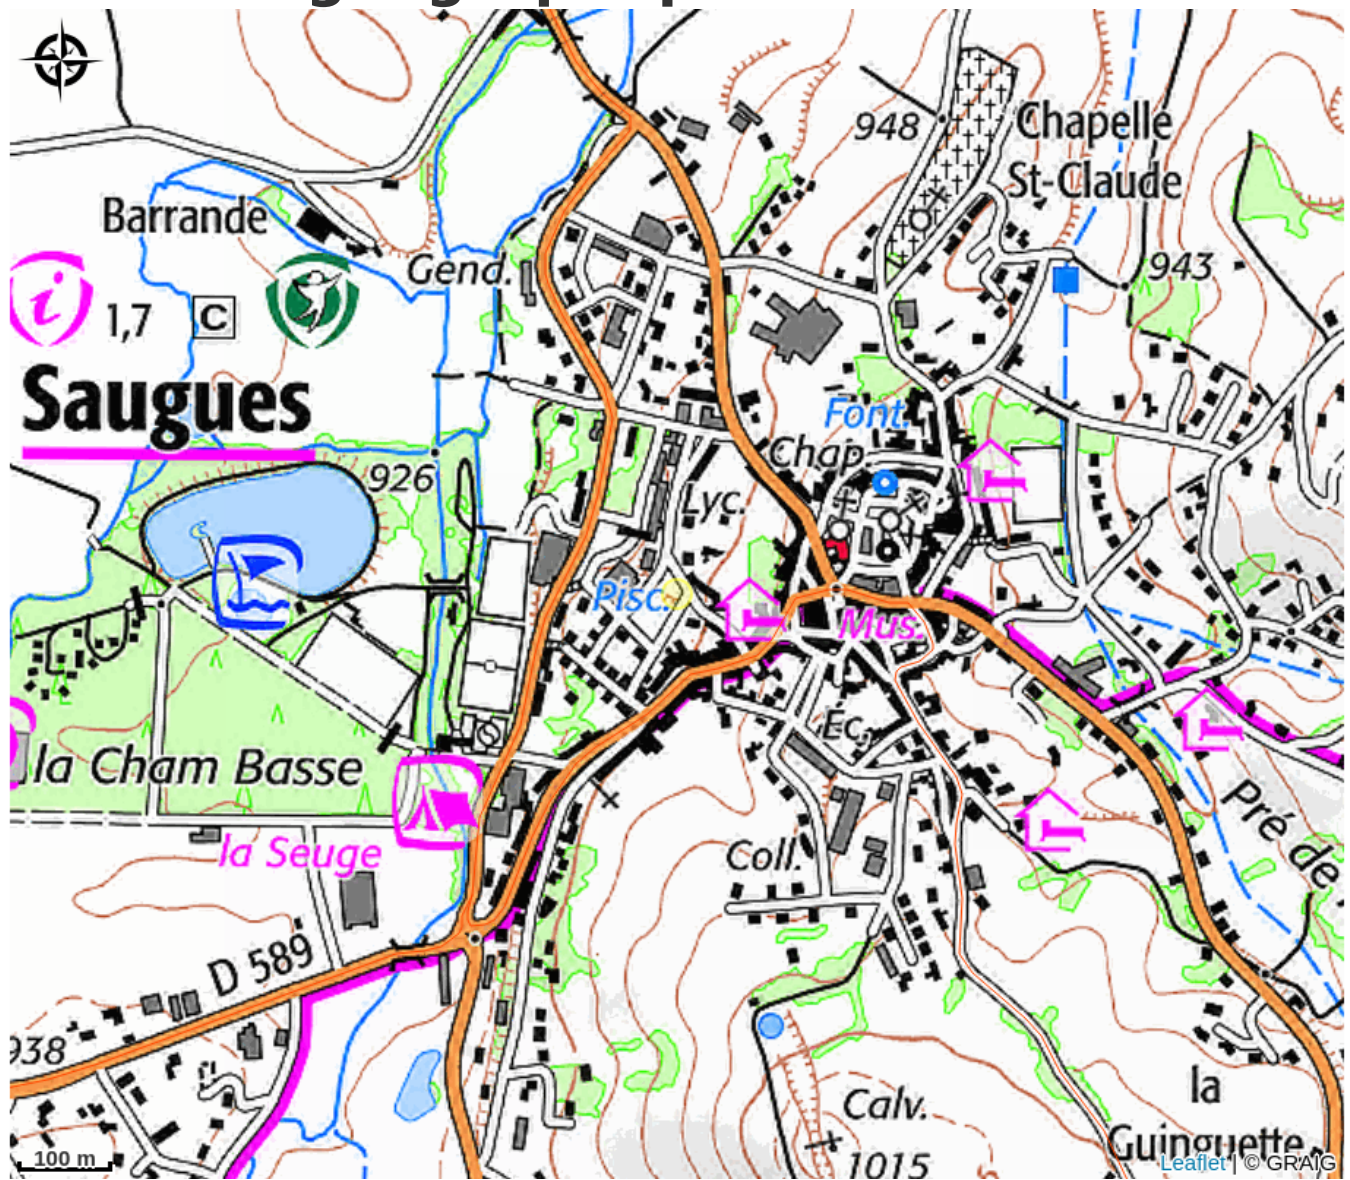 948
Chapelle
St-Claude
Barrande
Gend.
943
i
1,7
C
Saugues
Font.
Chap.
926
Lyc.
Pisc.
Mus.
Éc.
la Cham Basse
Pré de
la Seuge
Coll.
D 589
938
Calv.
1015
la
Guinguette
100 m
Leaflet | © GRAIG